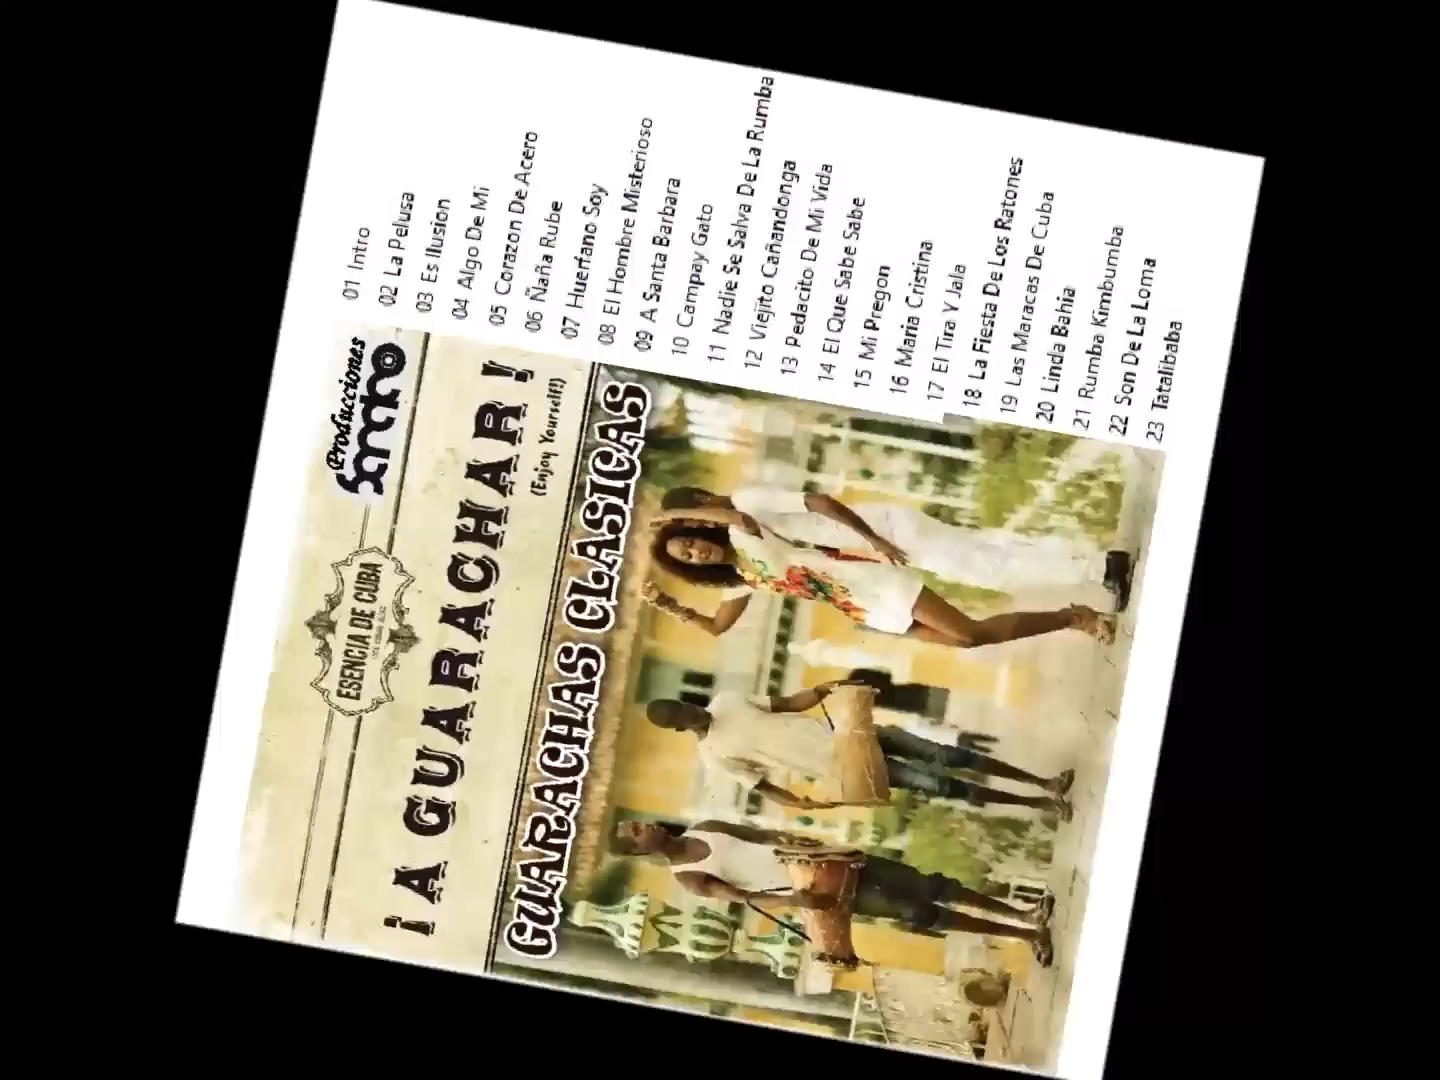 Producciones
Sandro
ESENCIA DE CUBA
¡A GUARACHAR!
(Enjoy Yourself!)
GUARACHAS CLASICAS
01 Intro
02 La Pelusa
03 Es Ilusion
04 Algo De Mi
05 Corazon De Acero
06 Ñaña Rube
07 Huerfano Soy
08 El Hombre Misterioso
09 A Santa Barbara
10 Campay Gato
11 Nadie Se Salva De La Rumba
12 Viejito Cañandonga
13 Pedacito De Mi Vida
14 El Que Sabe Sabe
15 Mi Pregon
16 Maria Cristina
17 El Tira Y Jala
18 La Fiesta De Los Ratones
19 Las Maracas De Cuba
20 Linda Bahia
21 Rumba Kimbumba
22 Son De La Loma
23 Tatalibaba